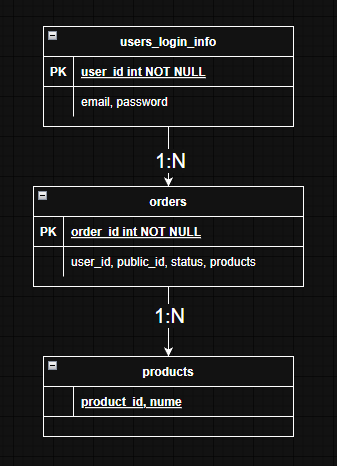 users_login_info
PK user_id int NOT NULL
email, password
1:N
orders
PK order_id int NOT NULL
user_id, public_id, status, products
1:N
products
product_id, nume